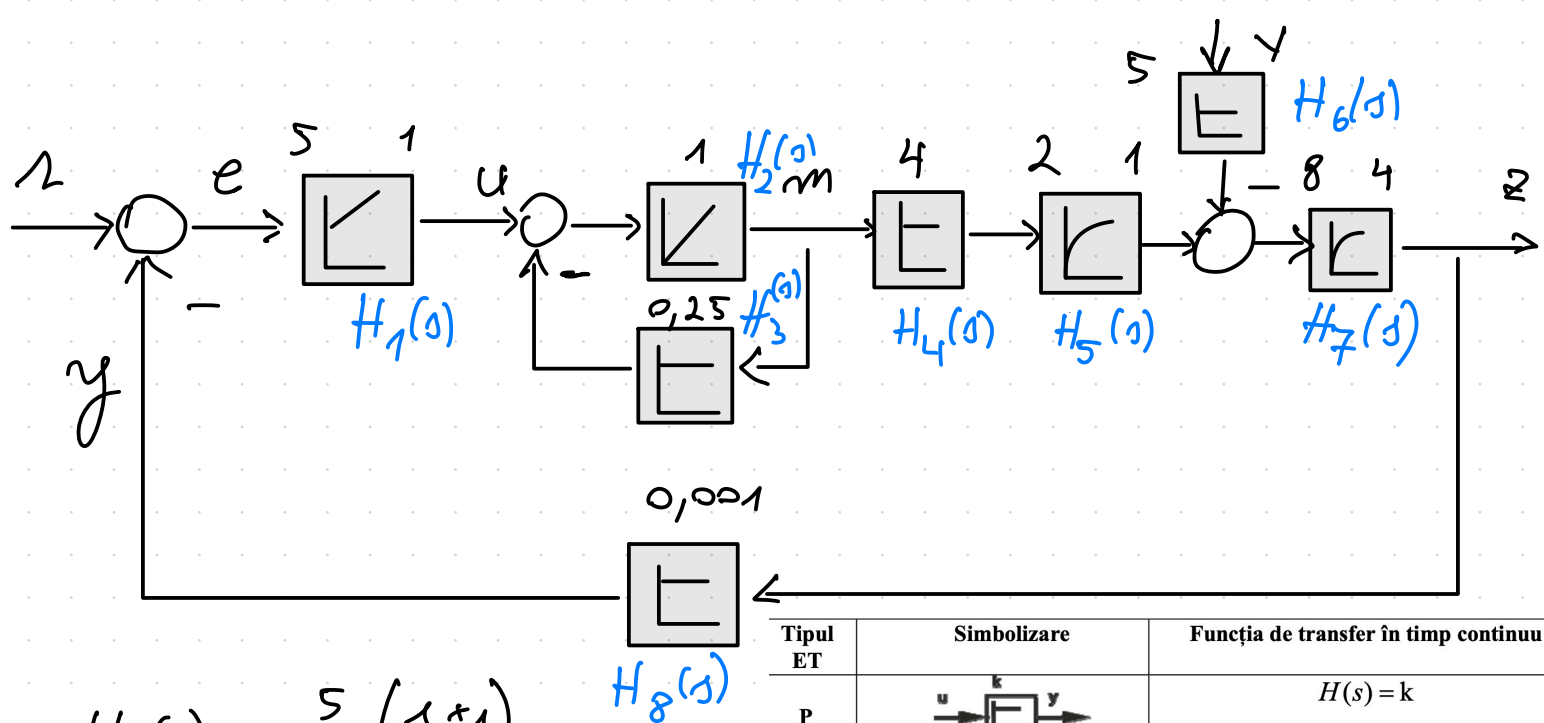 5 v
H₆(s)
r e 5 1 u 1 H₂(s) m 4 2 1 – 8 4 z
H₁(s) – 0,25 H₃(s) H₄(s) H₅(s) H₇(s)
–
y
0,001
H₈(s)
5 (s+1)
Tipul ET Simbolizare Funcția de transfer în timp continuu
P u k y H(s) = k